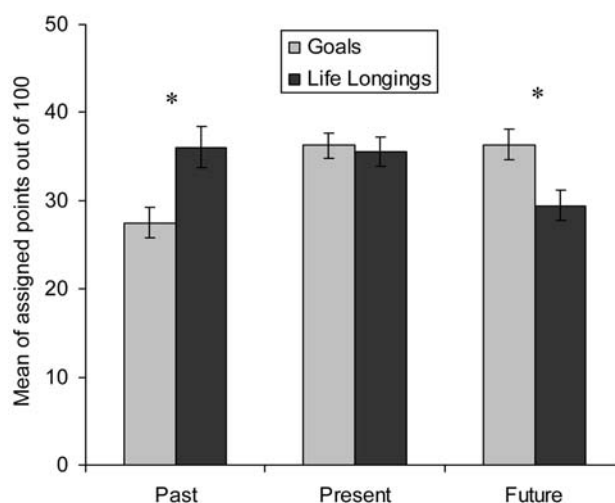 50
40
30
20
10
0
Mean of assigned points out of 100
Goals
Life Longings
*
*
Past
Present
Future